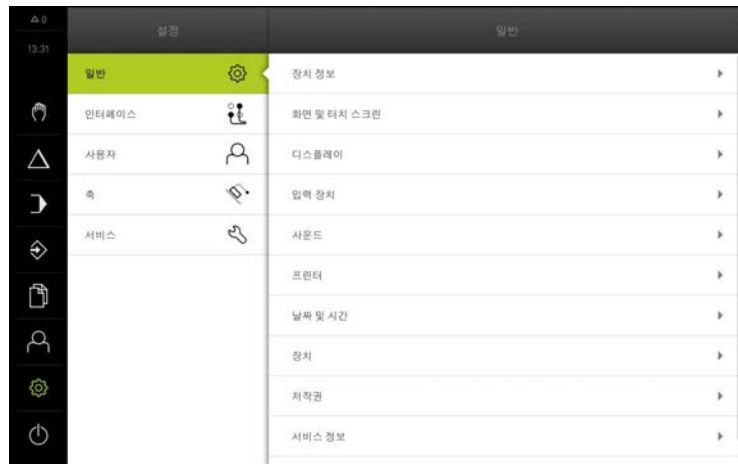 0
13:31
설정
일반
인터페이스
사용자
축
서비스
일반
장치 정보
화면 및 터치 스크린
디스플레이
입력 장치
사운드
프린터
날짜 및 시간
장치
저작권
서비스 정보